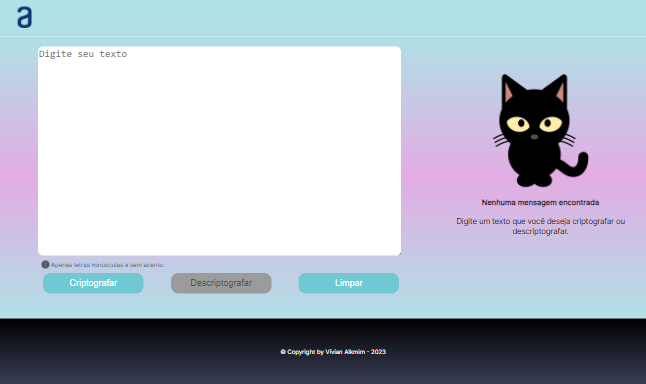 a
Digite seu texto
Nenhuma mensagem encontrada
Digite um texto que você deseja criptografar ou
descriptografar.
Apenas letras minúsculas e sem acento.
Criptografar
Descriptografar
Limpar
© Copyright by Vívian Alkmim - 2023